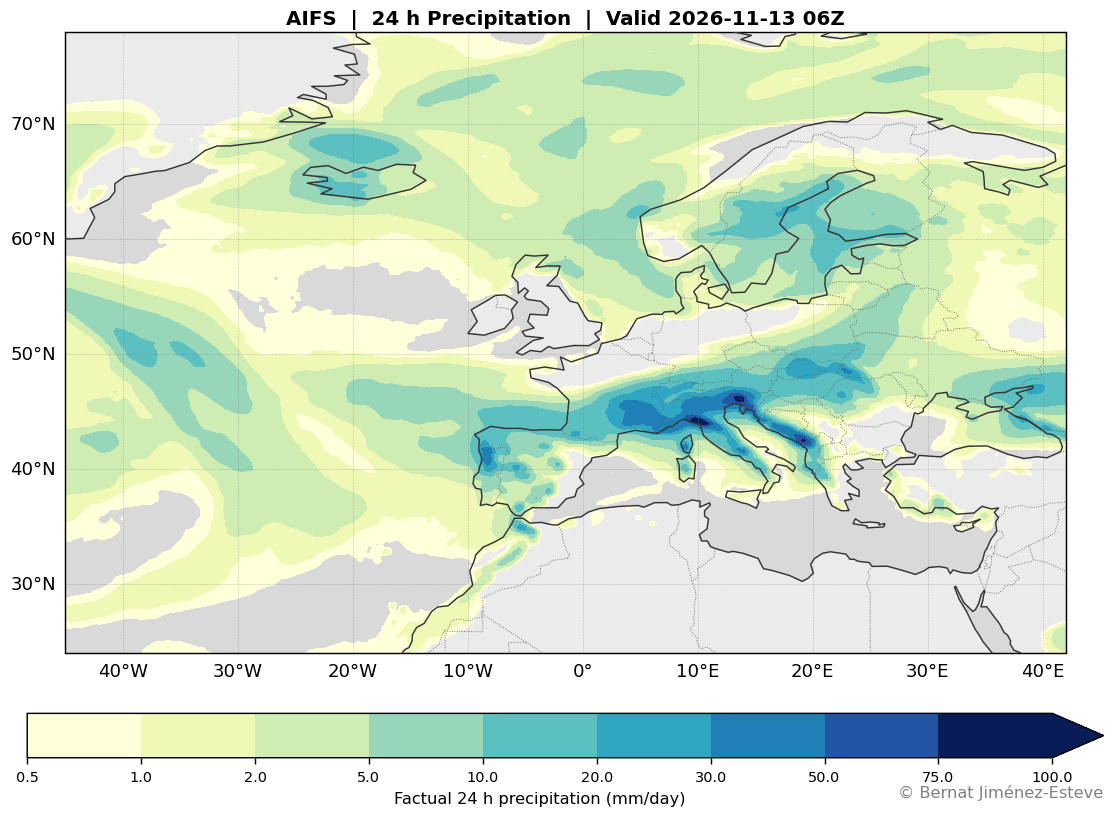 AIFS | 24 h Precipitation | Valid 2026-11-13 06Z
70°N
60°N
50°N
40°N
30°N
40°W 30°W 20°W 10°W 0° 10°E 20°E 30°E 40°E
0.5 1.0 2.0 5.0 10.0 20.0 30.0 50.0 75.0 100.0
Factual 24 h precipitation (mm/day)
© Bernat Jiménez-Esteve